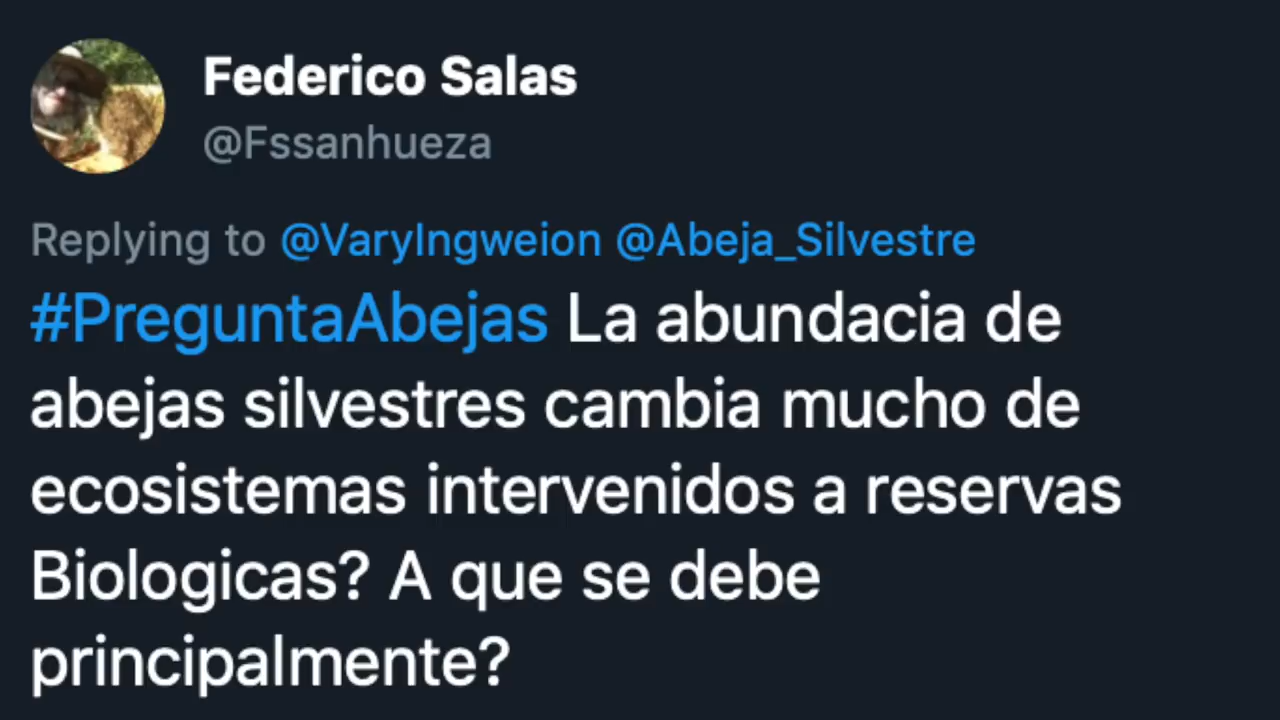 Federico Salas
@Fssanhueza
Replying to @VaryIngweion @Abeja_Silvestre
#PreguntaAbejas La abundacia de
abejas silvestres cambia mucho de
ecosistemas intervenidos a reservas
Biologicas? A que se debe
principalmente?